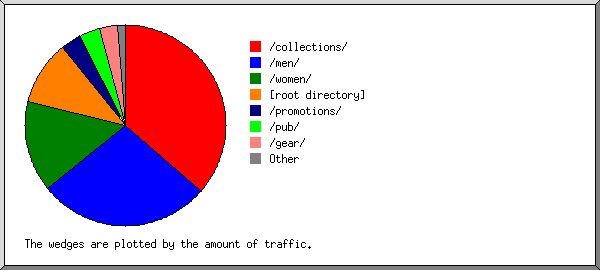 /collections/
/men/
/women/
[root directory]
/promotions/
/pub/
/gear/
Other
The wedges are plotted by the amount of traffic.